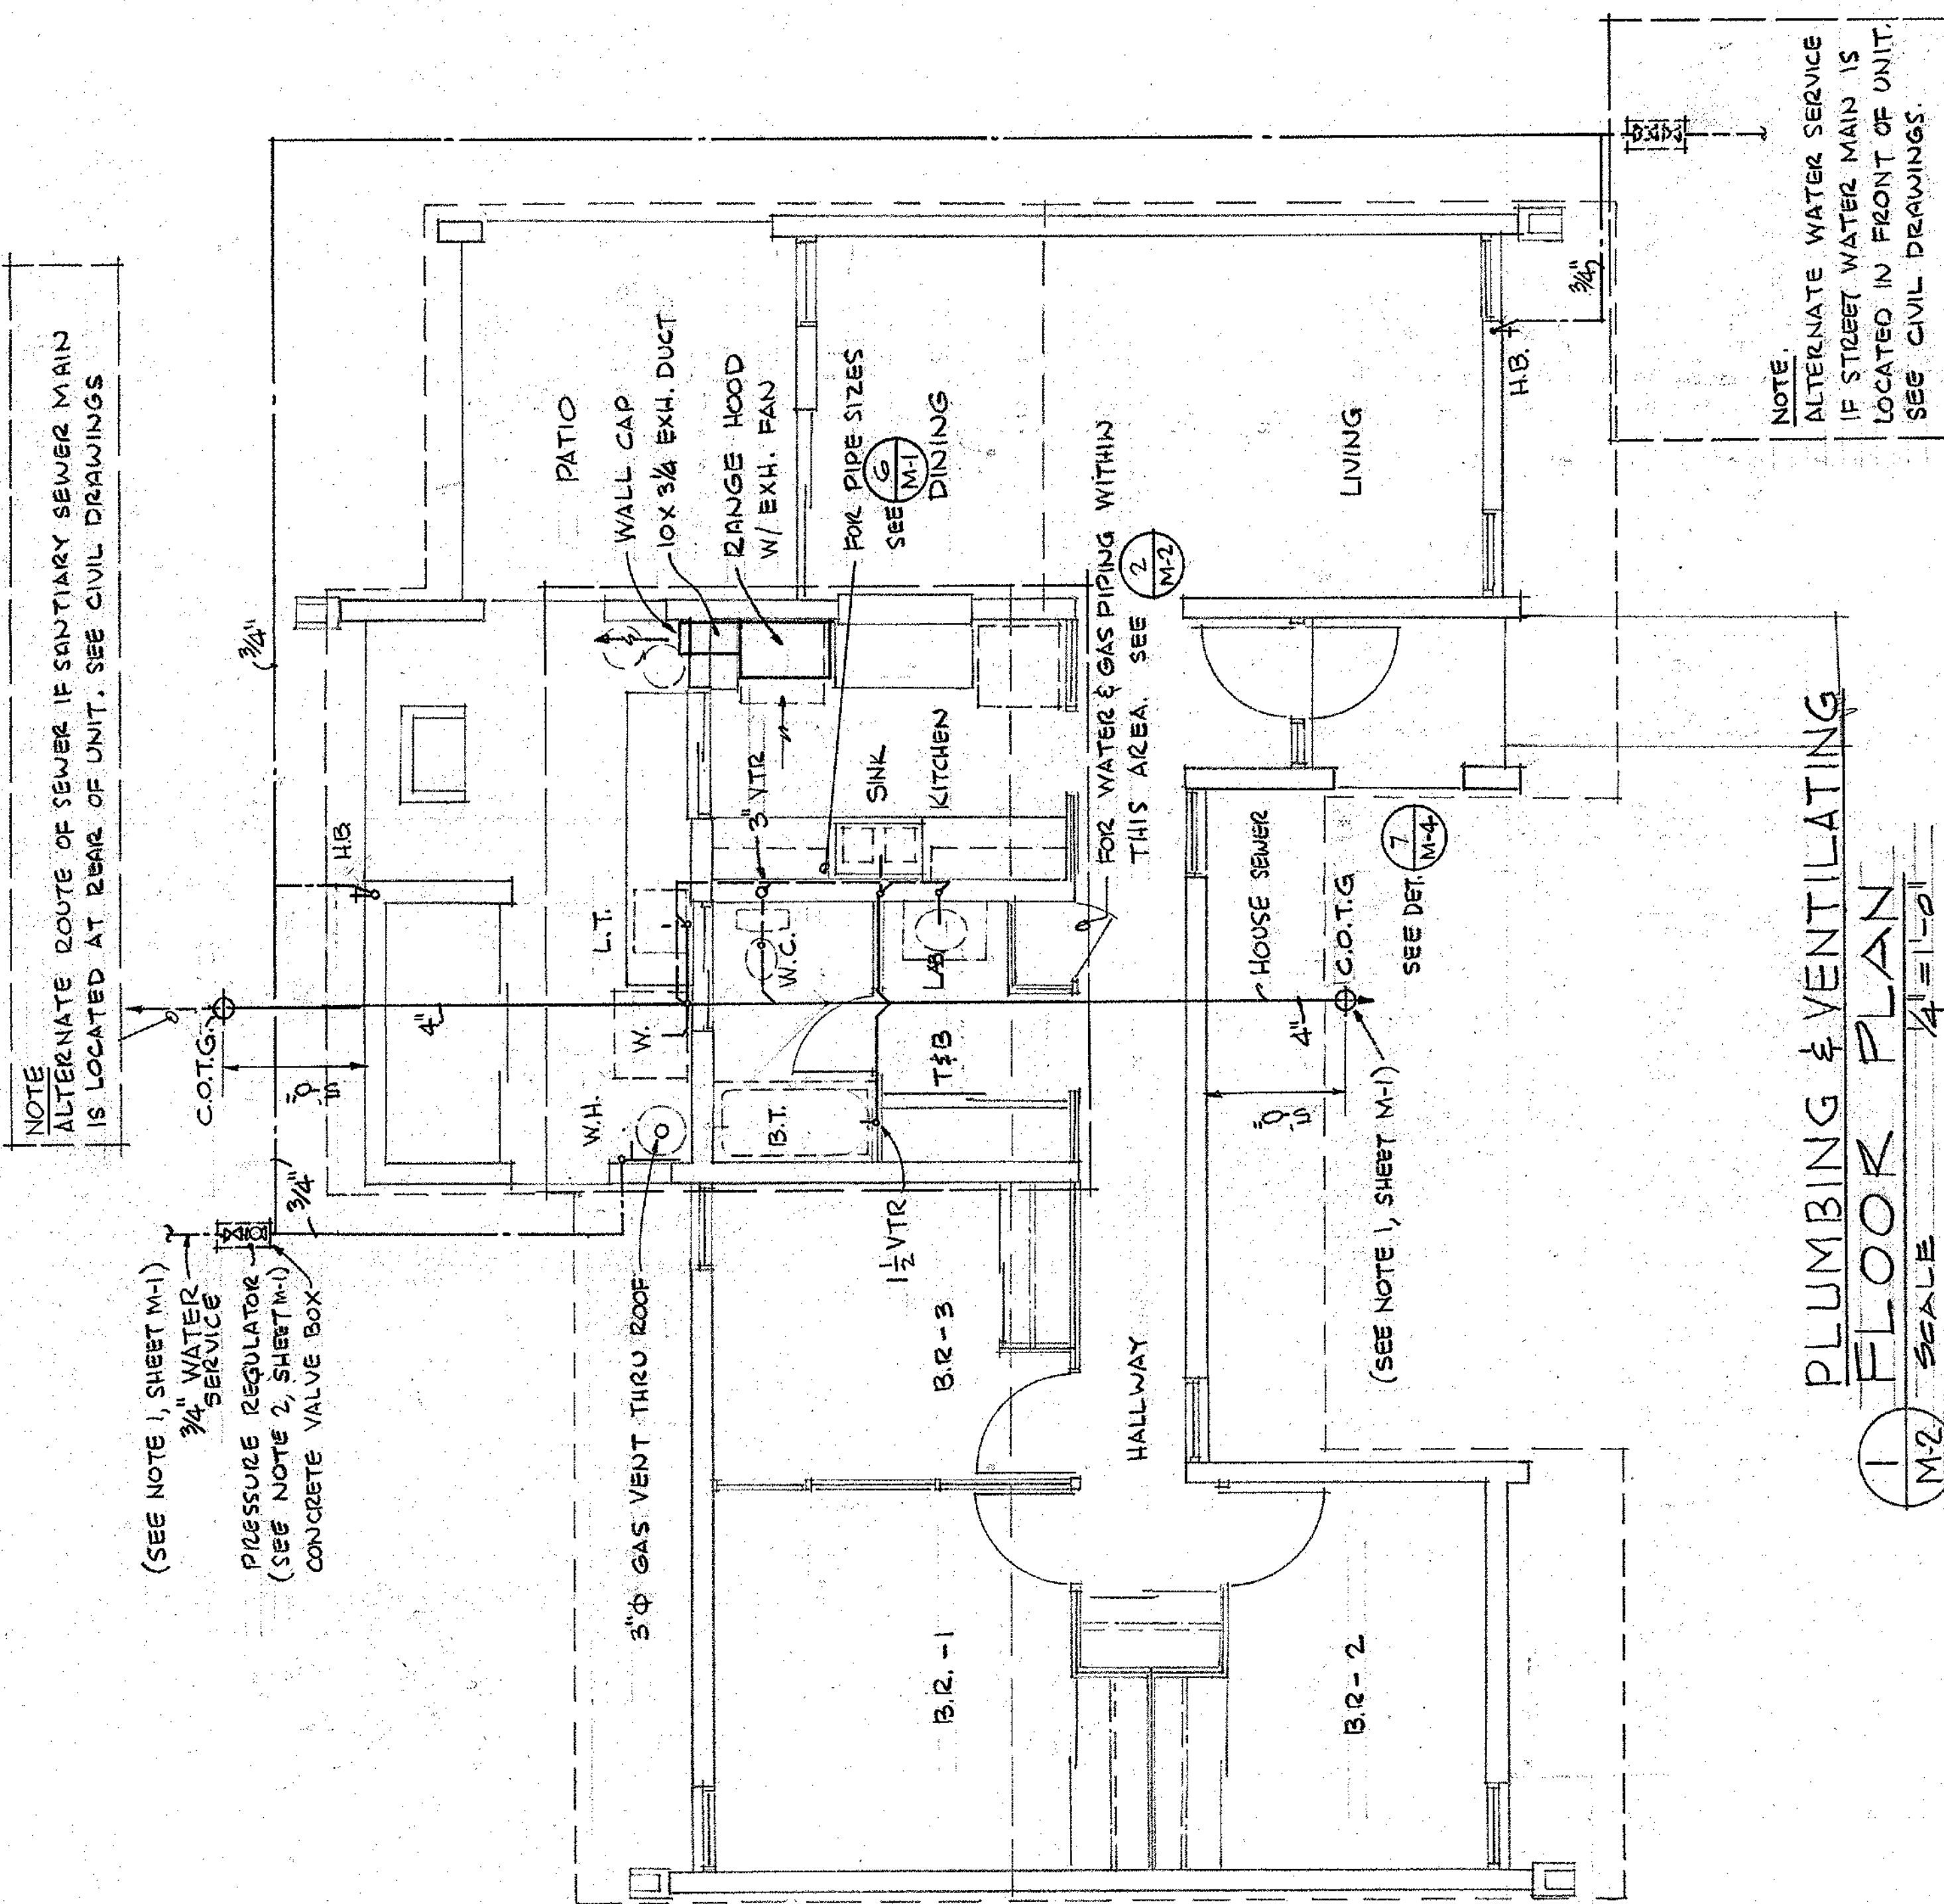 NOTE
ALTERNATE ROUTE OF SEWER IF SANTIARY SEWER MAIN
IS LOCATED AT REAR OF UNIT. SEE CIVIL DRAWINGS
(SEE NOTE 1, SHEET M-1)
3/4" WATER
SERVICE
PRESSURE REGULATOR
(SEE NOTE 2, SHEET M-1)
CONCRETE VALVE BOX
3/4"
C.O.T.G.
5'-0"
4"
H.B.
3/4"
PATIO
WALL CAP
10X3¼ EXH. DUCT
RANGE HOOD
W/ EXH. FAN
FOR PIPE SIZES
SEE 6
M-1
DINING
3"Φ GAS VENT THRU ROOF
W.H.
W.
L.T.
B.T.
W.C.
3" VTR
SINK
KITCHEN
LAB
T&B
1½ VTR
FOR WATER & GAS PIPING WITHIN
THIS AREA. SEE 2
M-2
B.R.-1
B.R-3
B.R-2
HALLWAY
LIVING
H.B.
3/4"
HOUSE SEWER
4"
5'-0"
C.O.T.G
SEE DET. 7
M-4
(SEE NOTE 1, SHEET M-1)
NOTE.
ALTERNATE WATER SERVICE
IF STREET WATER MAIN IS
LOCATED IN FRONT OF UNIT.
SEE CIVIL DRAWINGS.
PLUMBING & VENTILATING
1 FLOOR PLAN
M-2 SCALE 1/4"=1'-0"